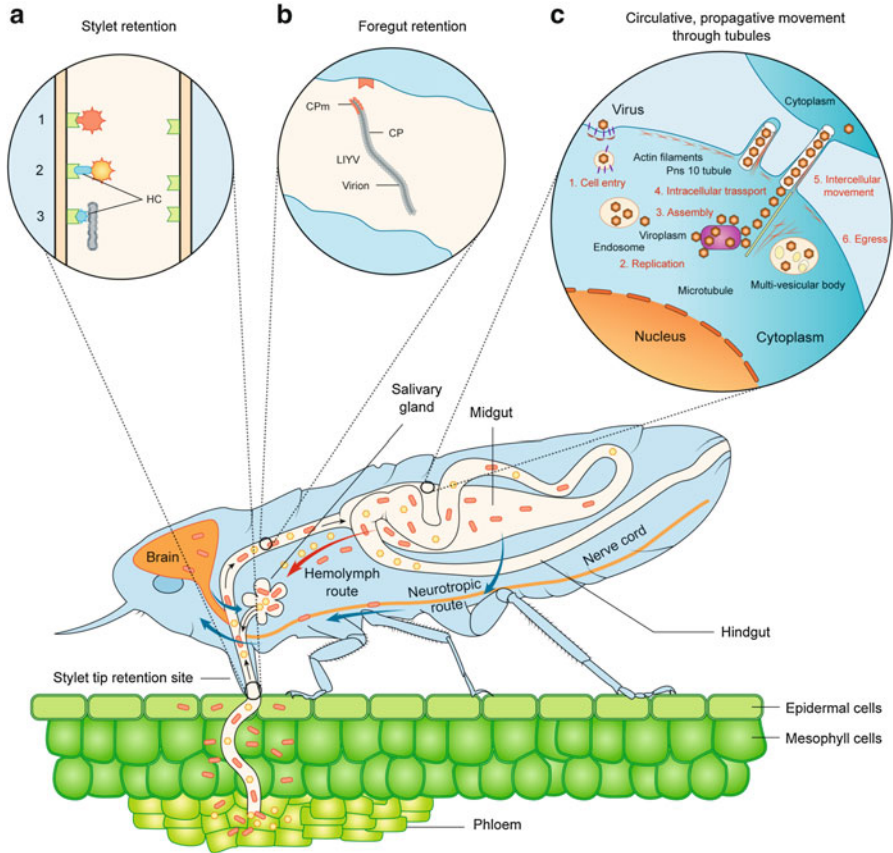 a
Stylet retention
1
2
3
HC
b
Foregut retention
CPm
CP
LIYV
Virion
c
Circulative, propagative movement
through tubules
Cytoplasm
Virus
Actin filaments
Pns 10 tubule
1. Cell entry
4. Intracellular transport
5. Intercellular
movement
3. Assembly
Viroplasm
6. Egress
Endosome
2. Replication
Multi-vesicular body
Microtubule
Nucleus
Cytoplasm
Salivary
gland
Midgut
Brain
Hemolymph
route
Neurotropic
route
Nerve cord
Hindgut
Stylet tip retention site
Epidermal cells
Mesophyll cells
Phloem